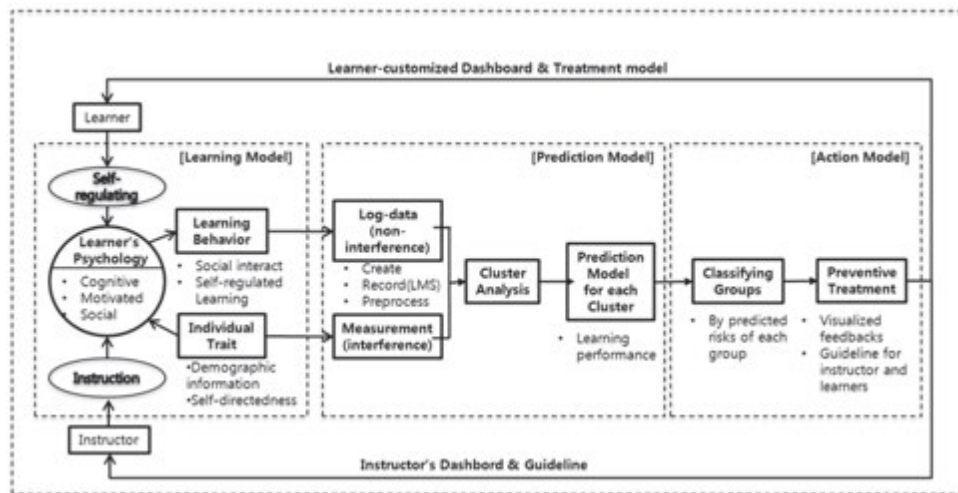 Learner-customized Dashboard & Treatment model
Learner
[Learning Model]
Self-
regulating
Learner's
Psychology
• Cognitive
• Motivated
• Social
Instruction
Instructor
Learning
Behavior
• Social interact
• Self-regulated
Learning
Individual
Trait
•Demographic
information
•Self-directedness
[Prediction Model]
Log-data
(non-
interference)
• Create
• Record(LMS)
• Preprocess
Measurement
(interference)
Cluster
Analysis
Prediction
Model
for each
Cluster
• Learning
performance
[Action Model]
Classifying
Groups
• By predicted
risks of each
group
Preventive
Treatment
• Visualized
feedbacks
• Guideline for
instructor and
learners
Instructor's Dashbord & Guideline